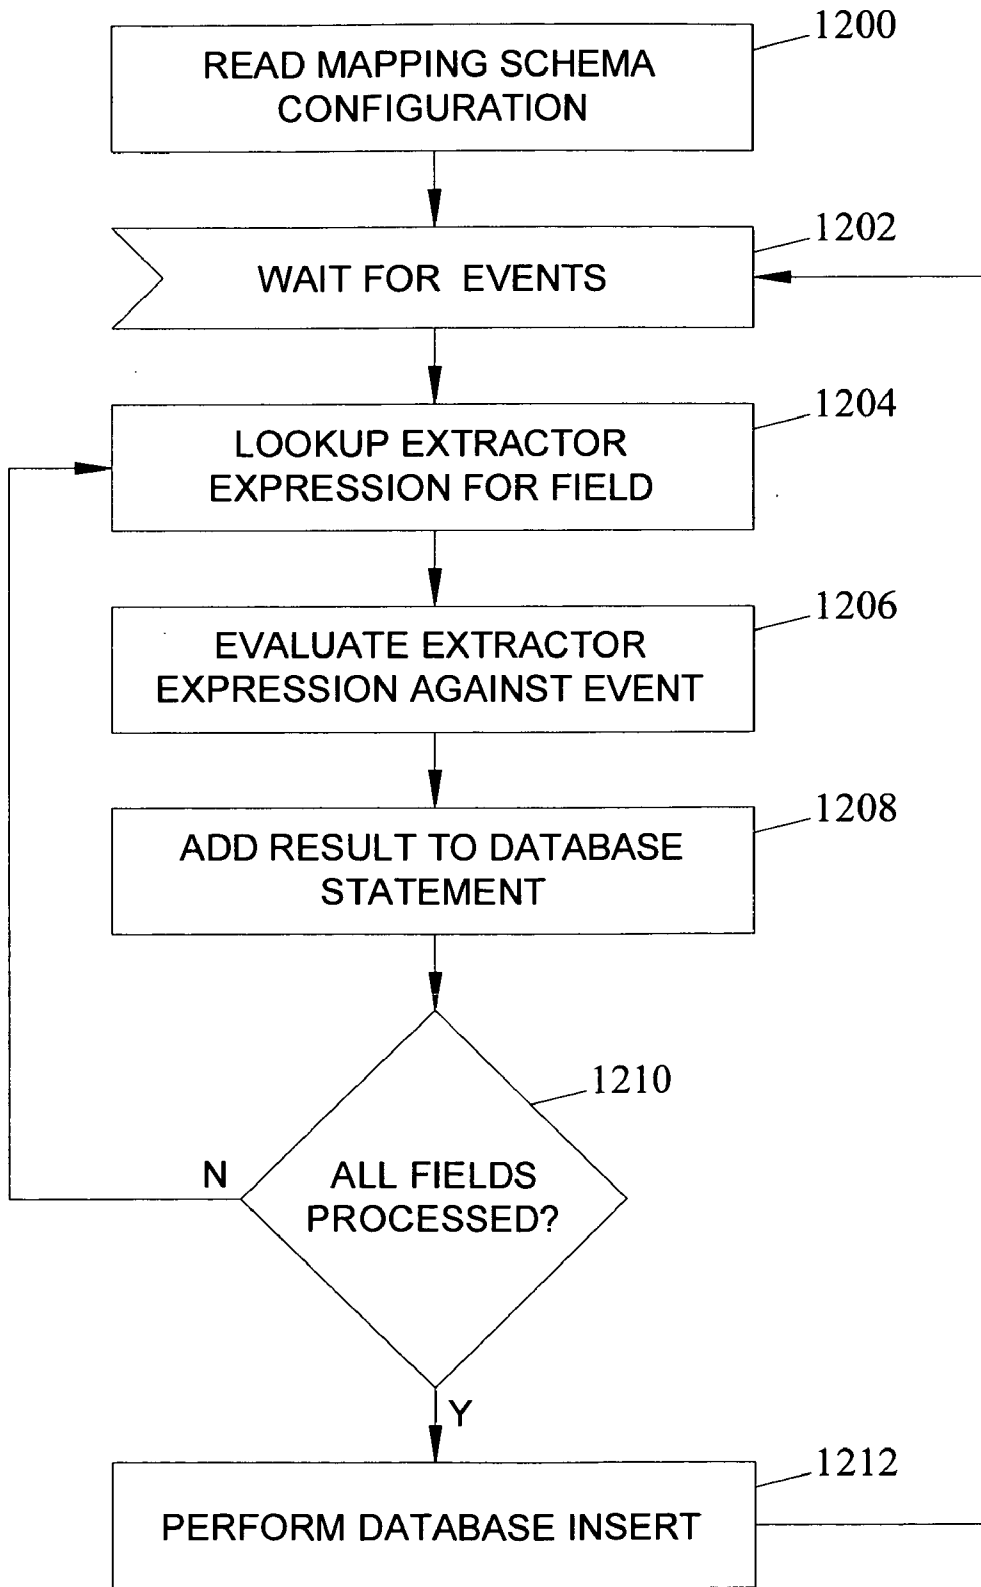 1200
READ MAPPING SCHEMA
CONFIGURATION
1202
WAIT FOR EVENTS
1204
LOOKUP EXTRACTOR
EXPRESSION FOR FIELD
1206
EVALUATE EXTRACTOR
EXPRESSION AGAINST EVENT
1208
ADD RESULT TO DATABASE
STATEMENT
1210
N
ALL FIELDS
PROCESSED?
Y
1212
PERFORM DATABASE INSERT